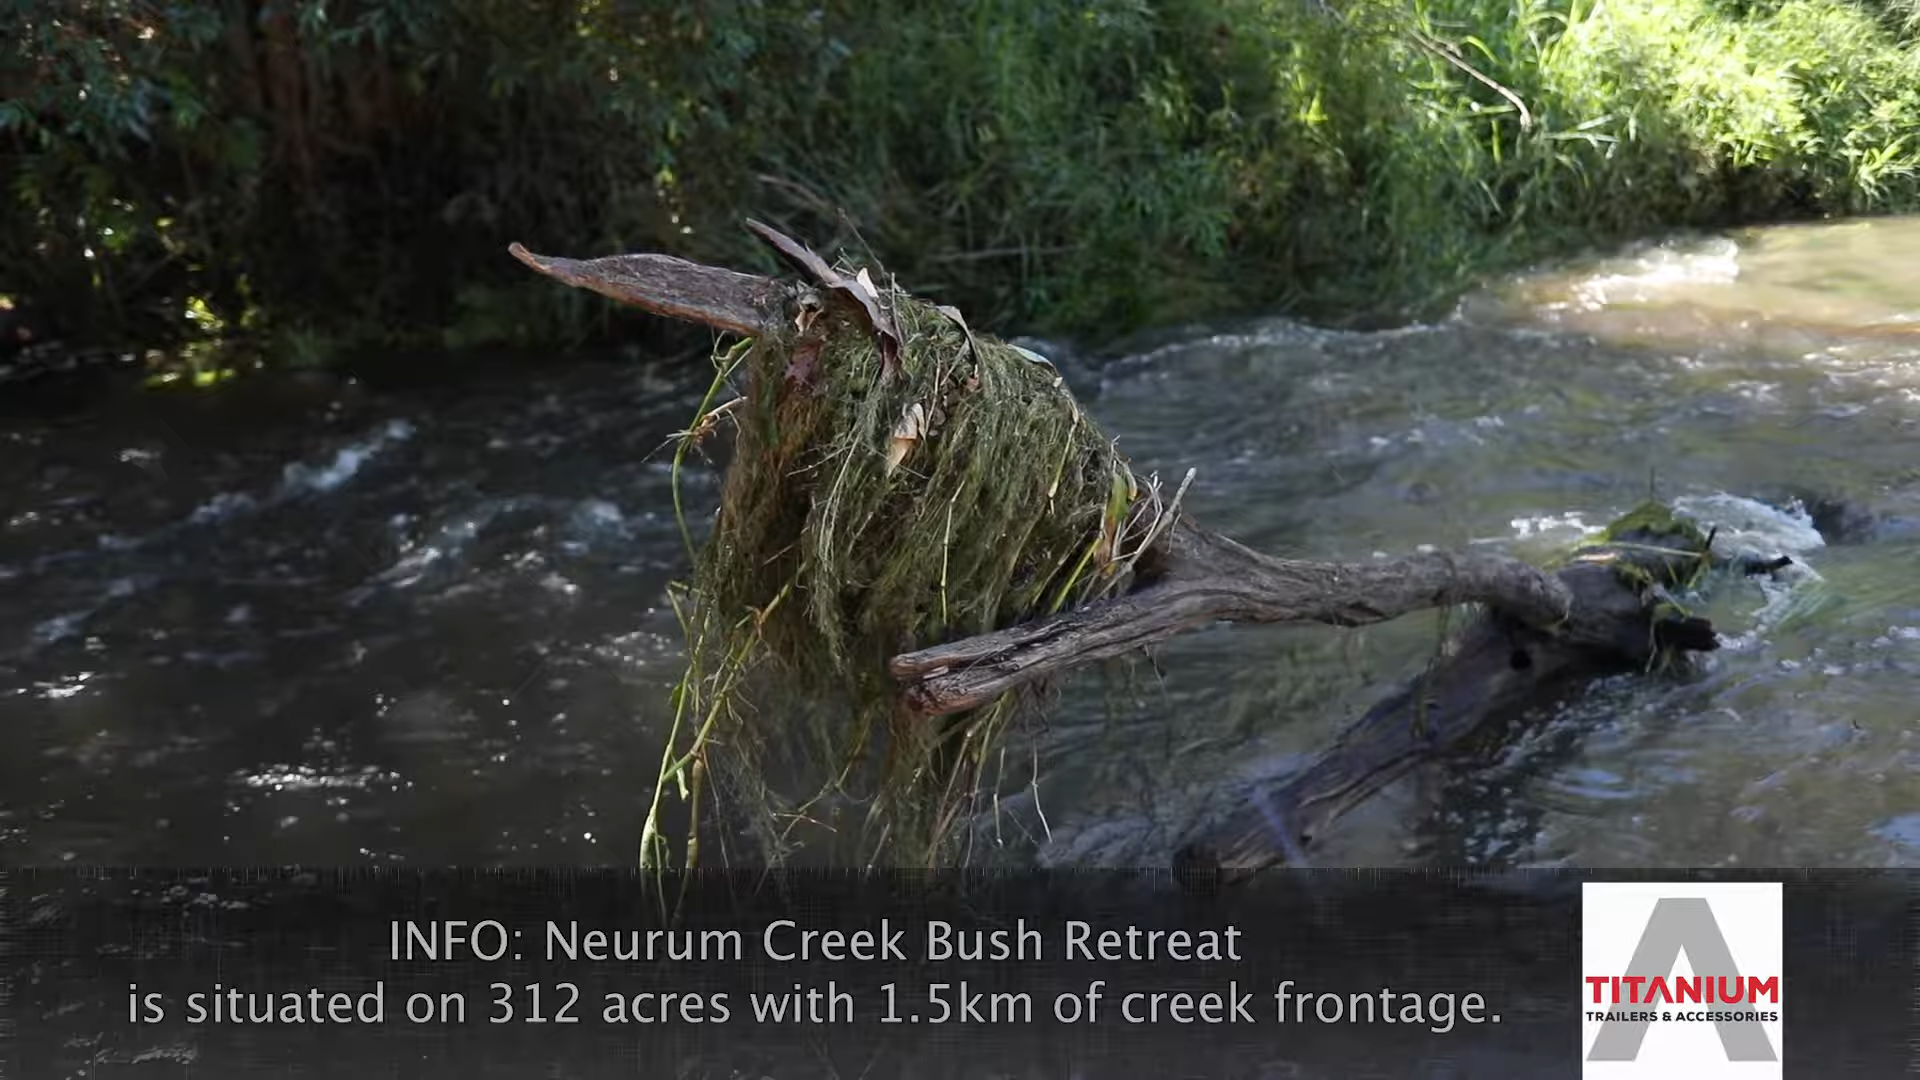 INFO: Neurum Creek Bush Retreat
is situated on 312 acres with 1.5km of creek frontage.
A
TITANIUM
TRAILERS & ACCESSORIES